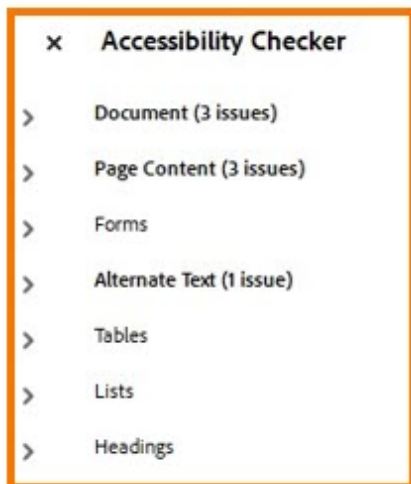 × Accessibility Checker
Document (3 issues)
Page Content (3 issues)
Forms
Alternate Text (1 issue)
Tables
Lists
Headings